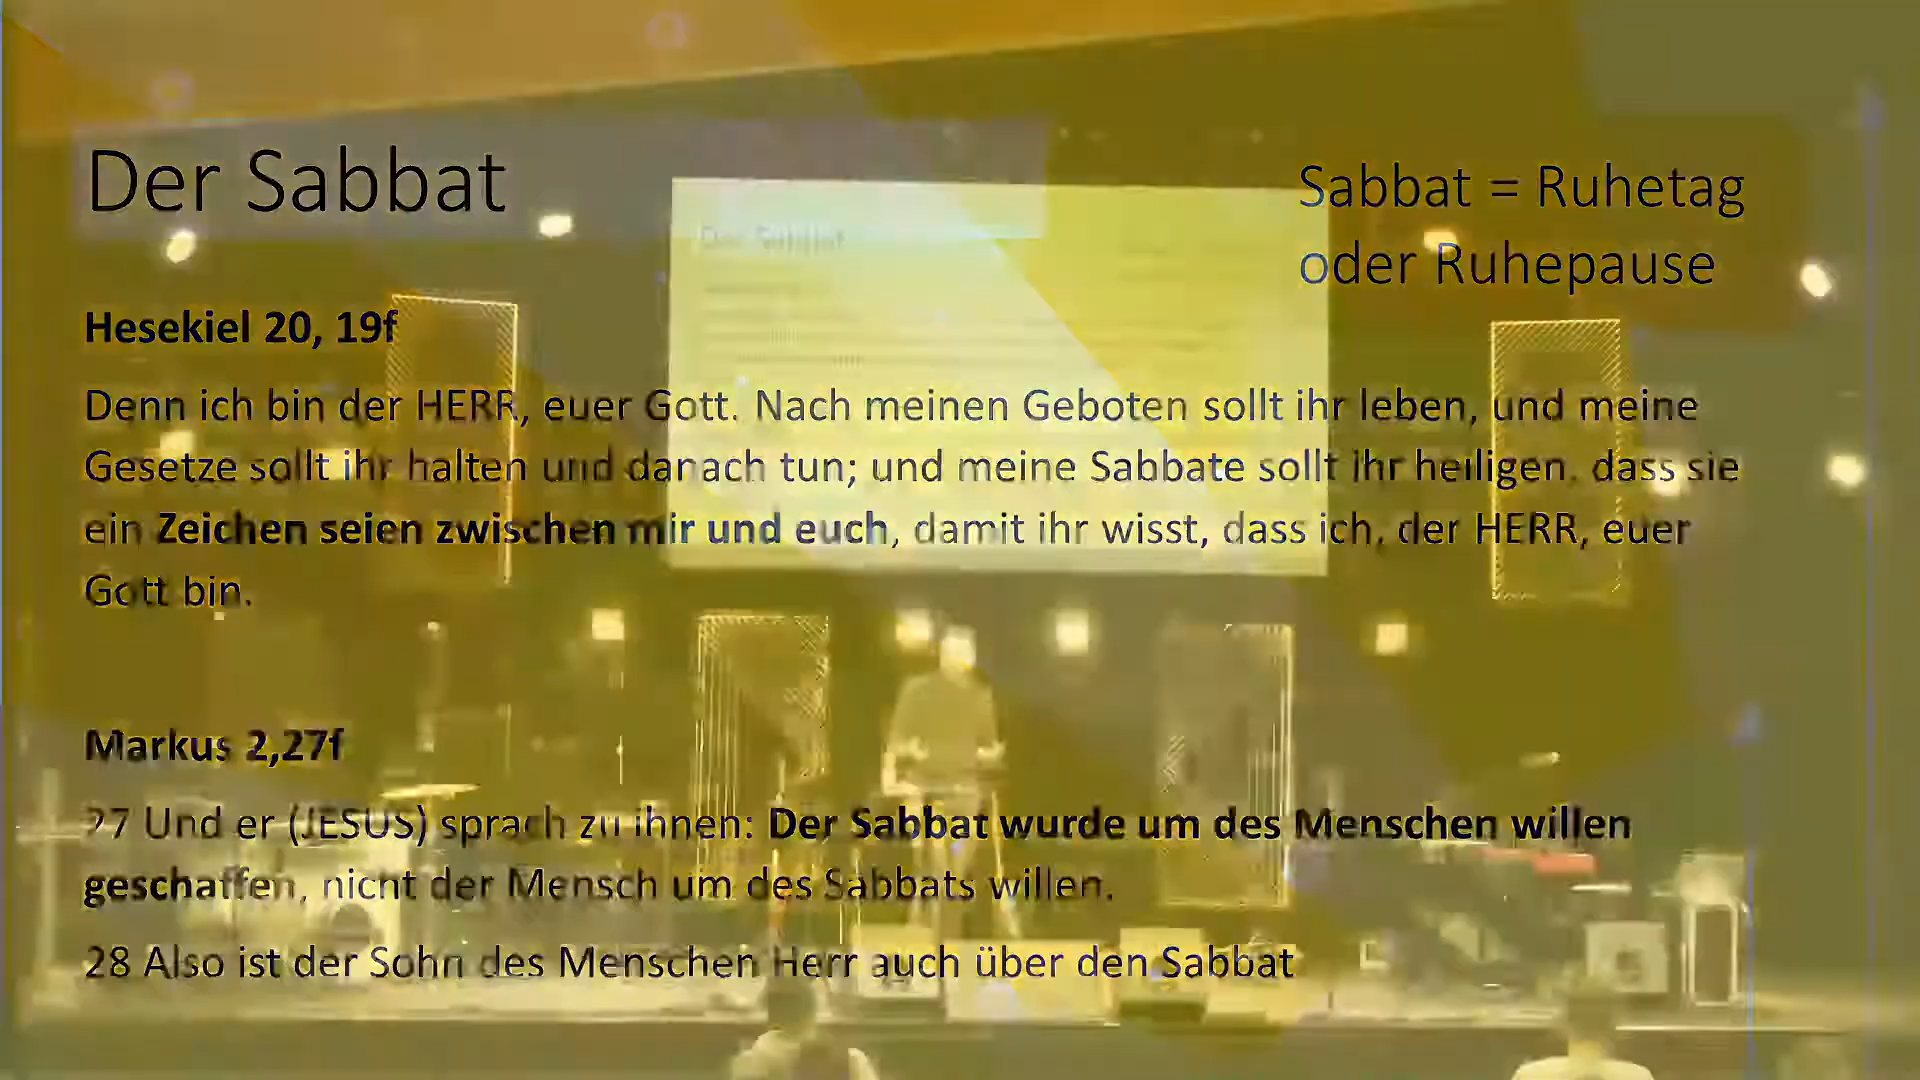 Der Sabbat
Sabbat = Ruhetag
oder Ruhepause
Hesekiel 20, 19f
Denn ich bin der HERR, euer Gott. Nach meinen Geboten sollt ihr leben, und meine
Gesetze sollt ihr halten und danach tun; und meine Sabbate sollt ihr heiligen, dass sie
ein Zeichen seien zwischen mir und euch, damit ihr wisst, dass ich, der HERR, euer
Gott bin.
Markus 2,27f
27 Und er (JESUS) sprach zu ihnen: Der Sabbat wurde um des Menschen willen
geschaffen, nicht der Mensch um des Sabbats willen.
28 Also ist der Sohn des Menschen Herr auch über den Sabbat
Der Sabbat